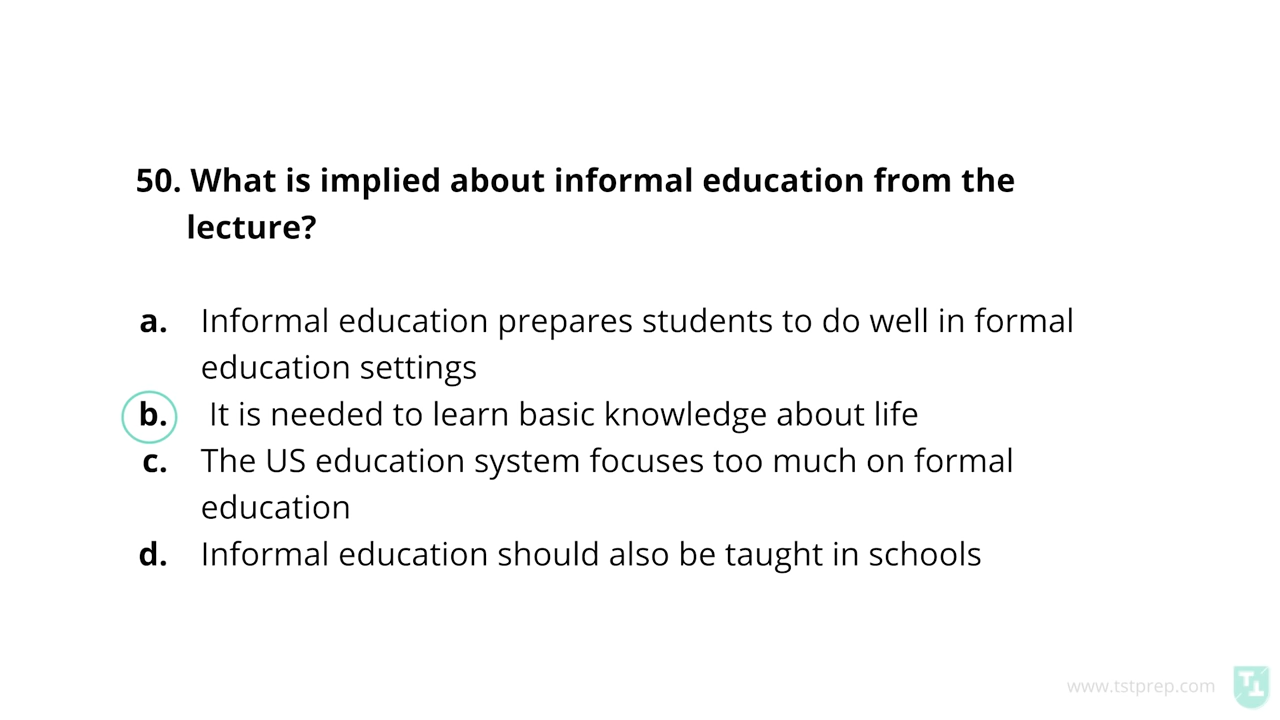 50. What is implied about informal education from the
lecture?
a. Informal education prepares students to do well in formal
education settings
b. It is needed to learn basic knowledge about life
c. The US education system focuses too much on formal
education
d. Informal education should also be taught in schools
www.tstprep.com